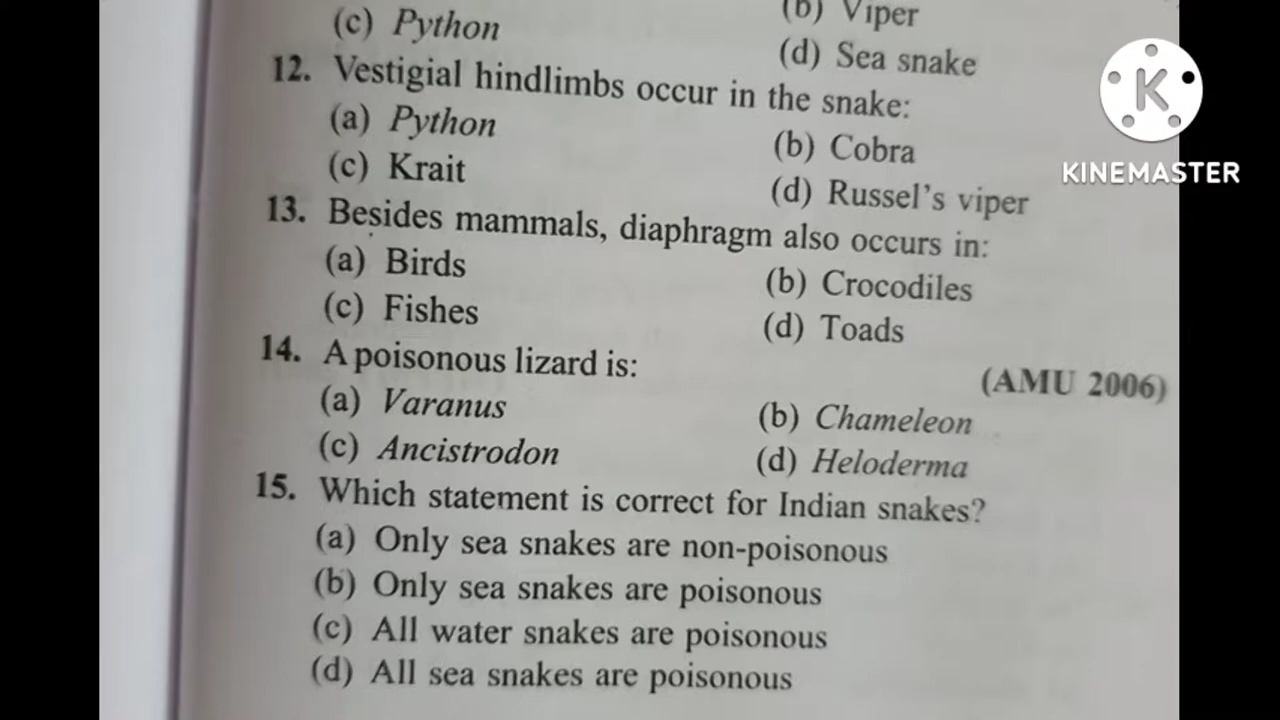 (c) Python
(b) Viper
(d) Sea snake
12. Vestigial hindlimbs occur in the snake:
(a) Python
(b) Cobra
(c) Krait
(d) Russel's viper
13. Besides mammals, diaphragm also occurs in:
(a) Birds
(b) Crocodiles
(c) Fishes
(d) Toads
14. A poisonous lizard is:
(AMU 2006)
(a) Varanus
(b) Chameleon
(c) Ancistrodon
(d) Heloderma
15. Which statement is correct for Indian snakes?
(a) Only sea snakes are non-poisonous
(b) Only sea snakes are poisonous
(c) All water snakes are poisonous
(d) All sea snakes are poisonous
K
KINEMASTER